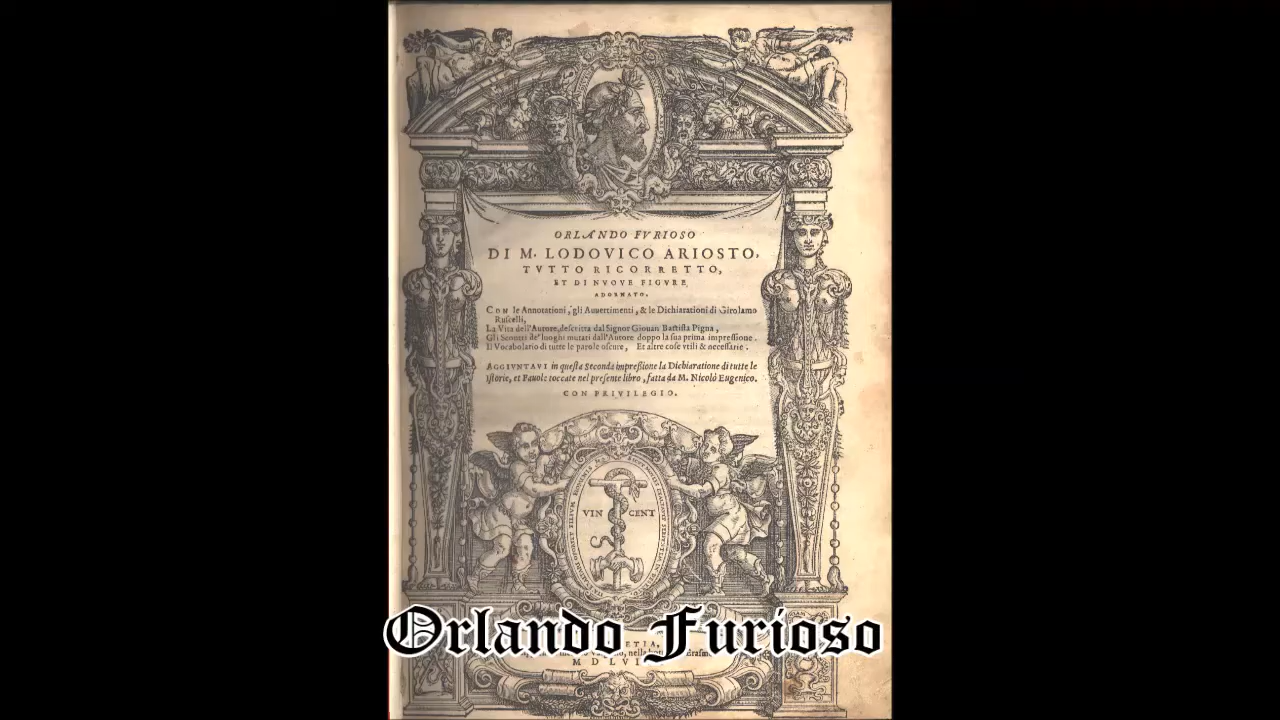 ORLANDO FVRIOSO
DI M. LODOVICO ARIOSTO,
TVTTO RICORRETTO,
ET DI NVOVE FIGVRE
ADORNATO.
CON le Annotationi, gli Auuertimenti, & le Dichiarationi di Girolamo
Ruscelli,
La Vita dell'Autore, descritta dal Signor Giouan Battista Pigna,
Gli Scontri de' luoghi mutati dall'Autore doppo la sua prima impressione.
Il Vocabolario di tutte le parole oscure, Et altre cose vtili & necessarie.
AGGIVNTAVI in questa Seconda impressione la Dichiaratione di tutte le
Istorie, et Fauole toccate nel presente libro, fatta da M. Nicolò Eugenico.
CON PRIVILEGIO.
VIN CENT
Orlando Furioso
ETIA,
nella
MDLVI